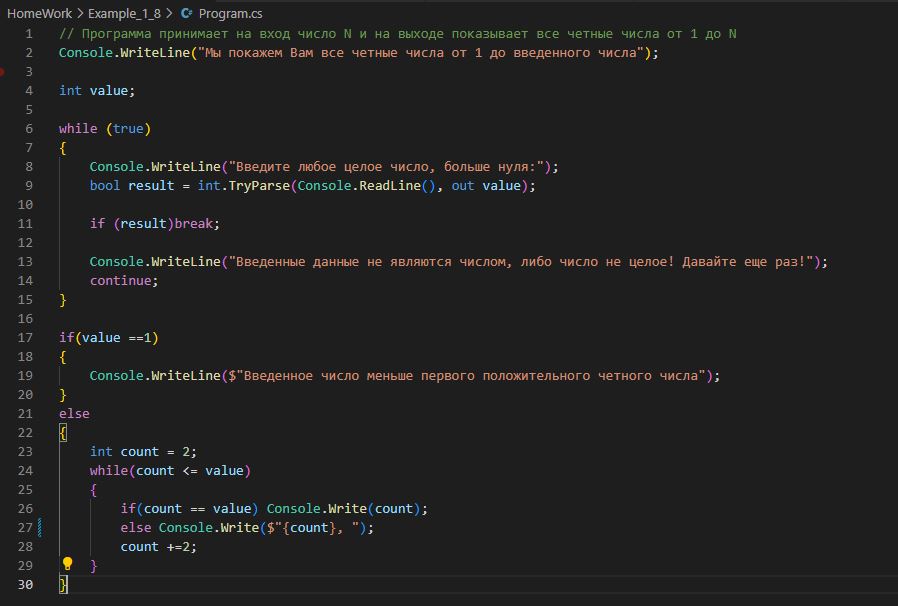 HomeWork > Example_1_8 > C# Program.cs
1 // Программа принимает на вход число N и на выходе показывает все четные числа от 1 до N
2 Console.WriteLine("Мы покажем Вам все четные числа от 1 до введенного числа");
3
4 int value;
5
6 while (true)
7 {
8     Console.WriteLine("Введите любое целое число, больше нуля:");
9     bool result = int.TryParse(Console.ReadLine(), out value);
10
11     if (result)break;
12
13     Console.WriteLine("Введенные данные не являются числом, либо число не целое! Давайте еще раз!");
14     continue;
15 }
16
17 if(value ==1)
18 {
19     Console.WriteLine($"Введенное число меньше первого положительного четного числа");
20 }
21 else
22 {
23     int count = 2;
24     while(count <= value)
25     {
26         if(count == value) Console.Write(count);
27         else Console.Write($"{count}, ");
28         count +=2;
29     }
30 }